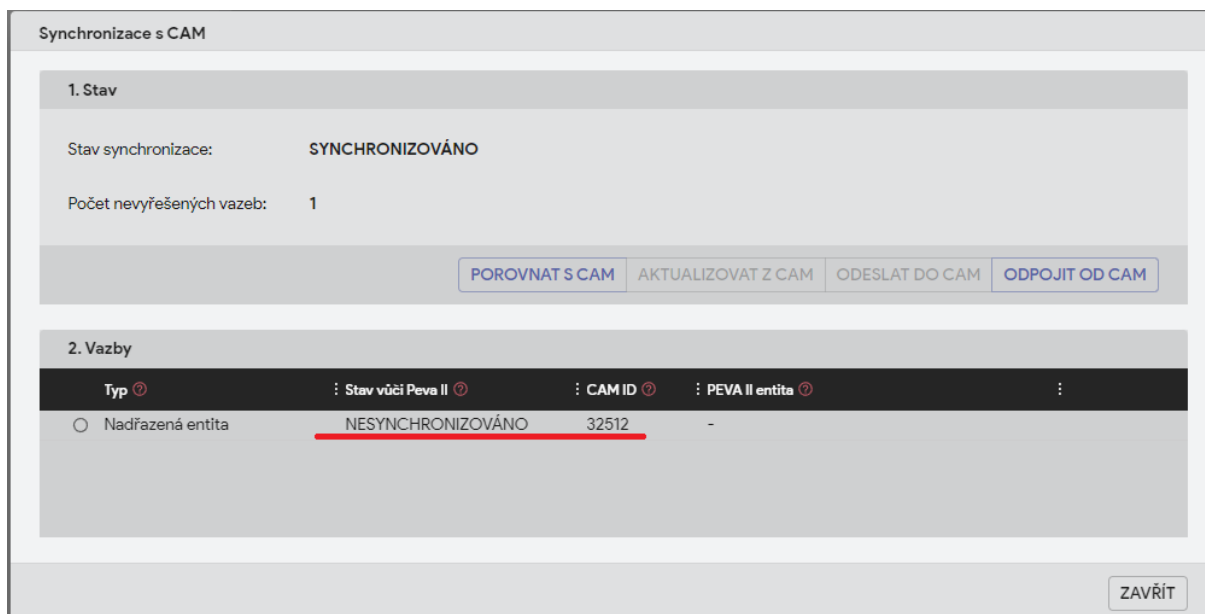 Synchronizace s CAM
1. Stav
Stav synchronizace: SYNCHRONIZOVÁNO
Počet nevyřešených vazeb: 1
POROVNAT S CAM AKTUALIZOVAT Z CAM ODESLAT DO CAM ODPOJIT OD CAM
2. Vazby
Typ Stav vůči Peva II CAM ID PEVA II entita
Nadřazená entita NESYNCHRONIZOVÁNO 32512 -
ZAVŘÍT